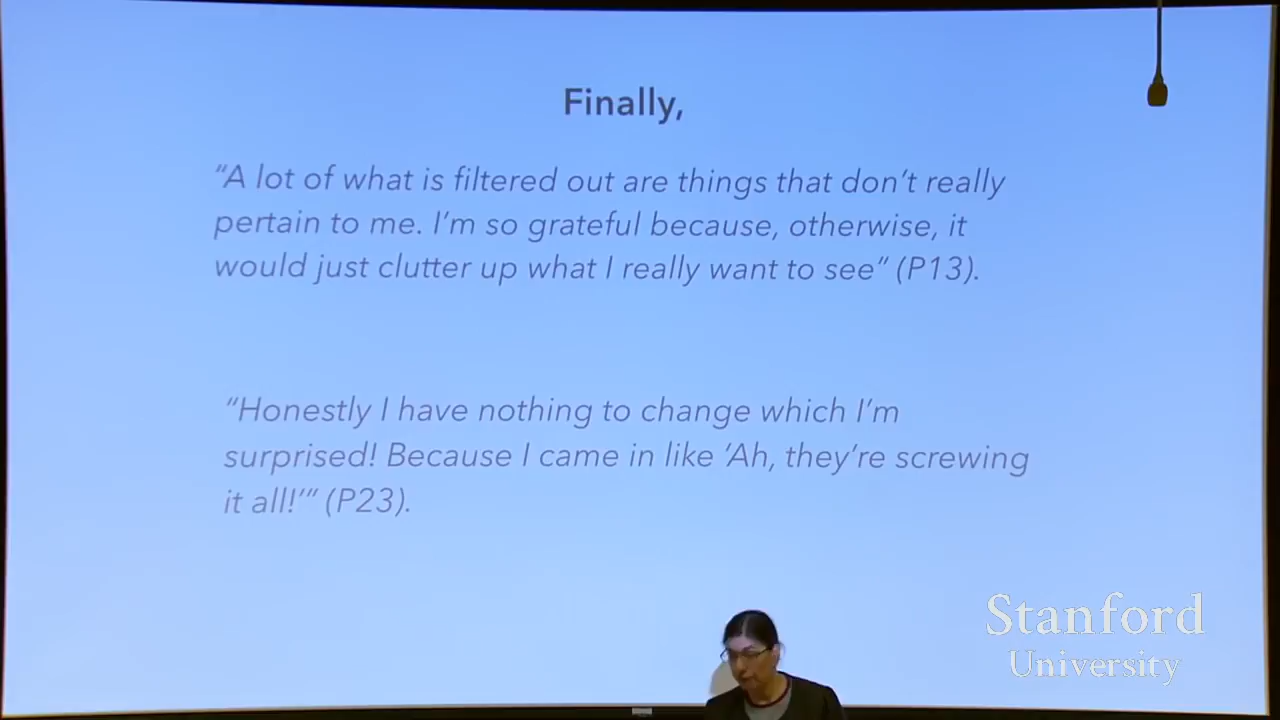 Finally,
“A lot of what is filtered out are things that don’t really
pertain to me. I’m so grateful because, otherwise, it
would just clutter up what I really want to see” (P13).
“Honestly I have nothing to change which I’m
surprised! Because I came in like ‘Ah, they’re screwing
it all!’” (P23).
Stanford
University